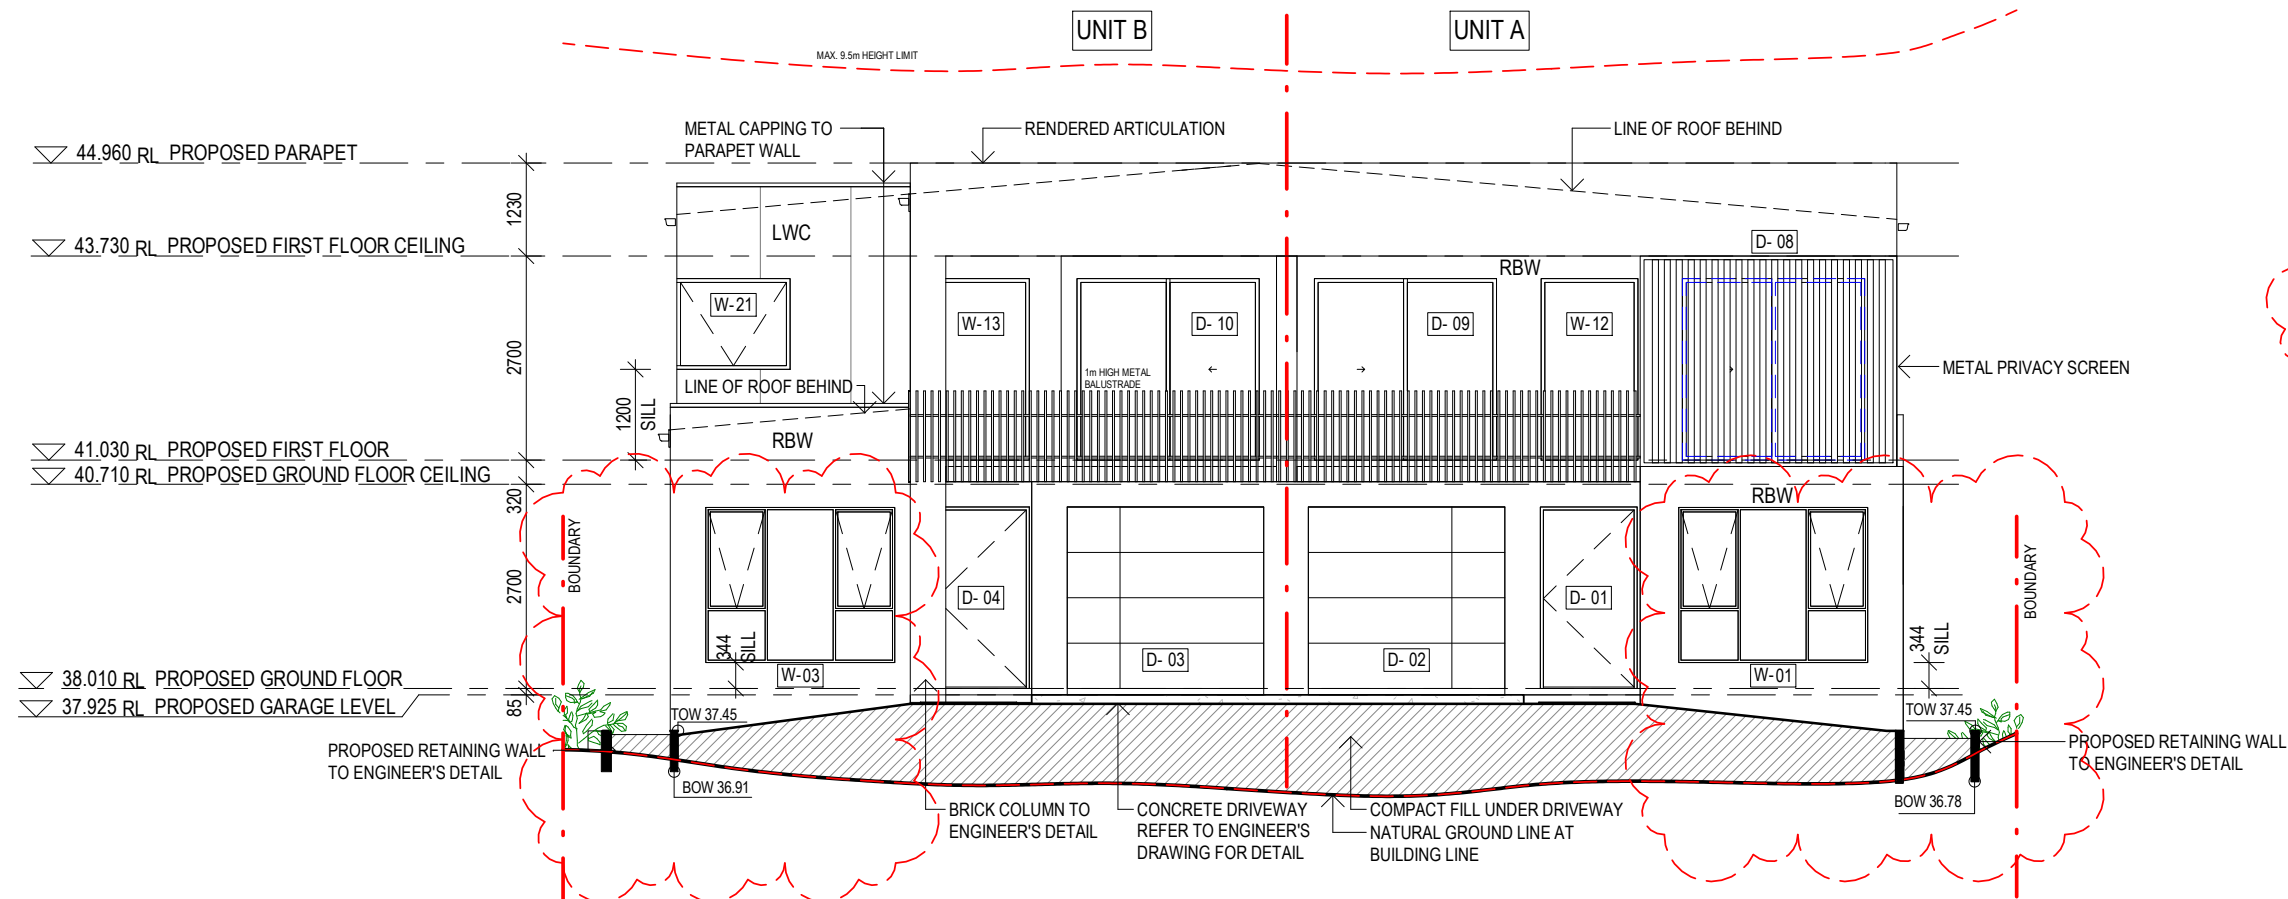 UNIT B
UNIT A
MAX. 9.5m HEIGHT LIMIT
METAL CAPPING TO
PARAPET WALL
RENDERED ARTICULATION
LINE OF ROOF BEHIND
44.960 RL PROPOSED PARAPET
1230
LWC
D- 08
43.730 RL PROPOSED FIRST FLOOR CEILING
RBW
W-21
W-13
D- 10
D- 09
W-12
2700
1m HIGH METAL
BALUSTRADE
METAL PRIVACY SCREEN
LINE OF ROOF BEHIND
1200
SILL
RBW
41.030 RL PROPOSED FIRST FLOOR
40.710 RL PROPOSED GROUND FLOOR CEILING
320
RBW
BOUNDARY
BOUNDARY
2700
D- 04
D- 01
344
SILL
344
SILL
D- 03
D- 02
W-03
W-01
38.010 RL PROPOSED GROUND FLOOR
37.925 RL PROPOSED GARAGE LEVEL
85
TOW 37.45
TOW 37.45
PROPOSED RETAINING WALL
TO ENGINEER'S DETAIL
PROPOSED RETAINING WALL
TO ENGINEER'S DETAIL
BOW 36.91
BOW 36.78
BRICK COLUMN TO
ENGINEER'S DETAIL
CONCRETE DRIVEWAY
REFER TO ENGINEER'S
DRAWING FOR DETAIL
COMPACT FILL UNDER DRIVEWAY
NATURAL GROUND LINE AT
BUILDING LINE